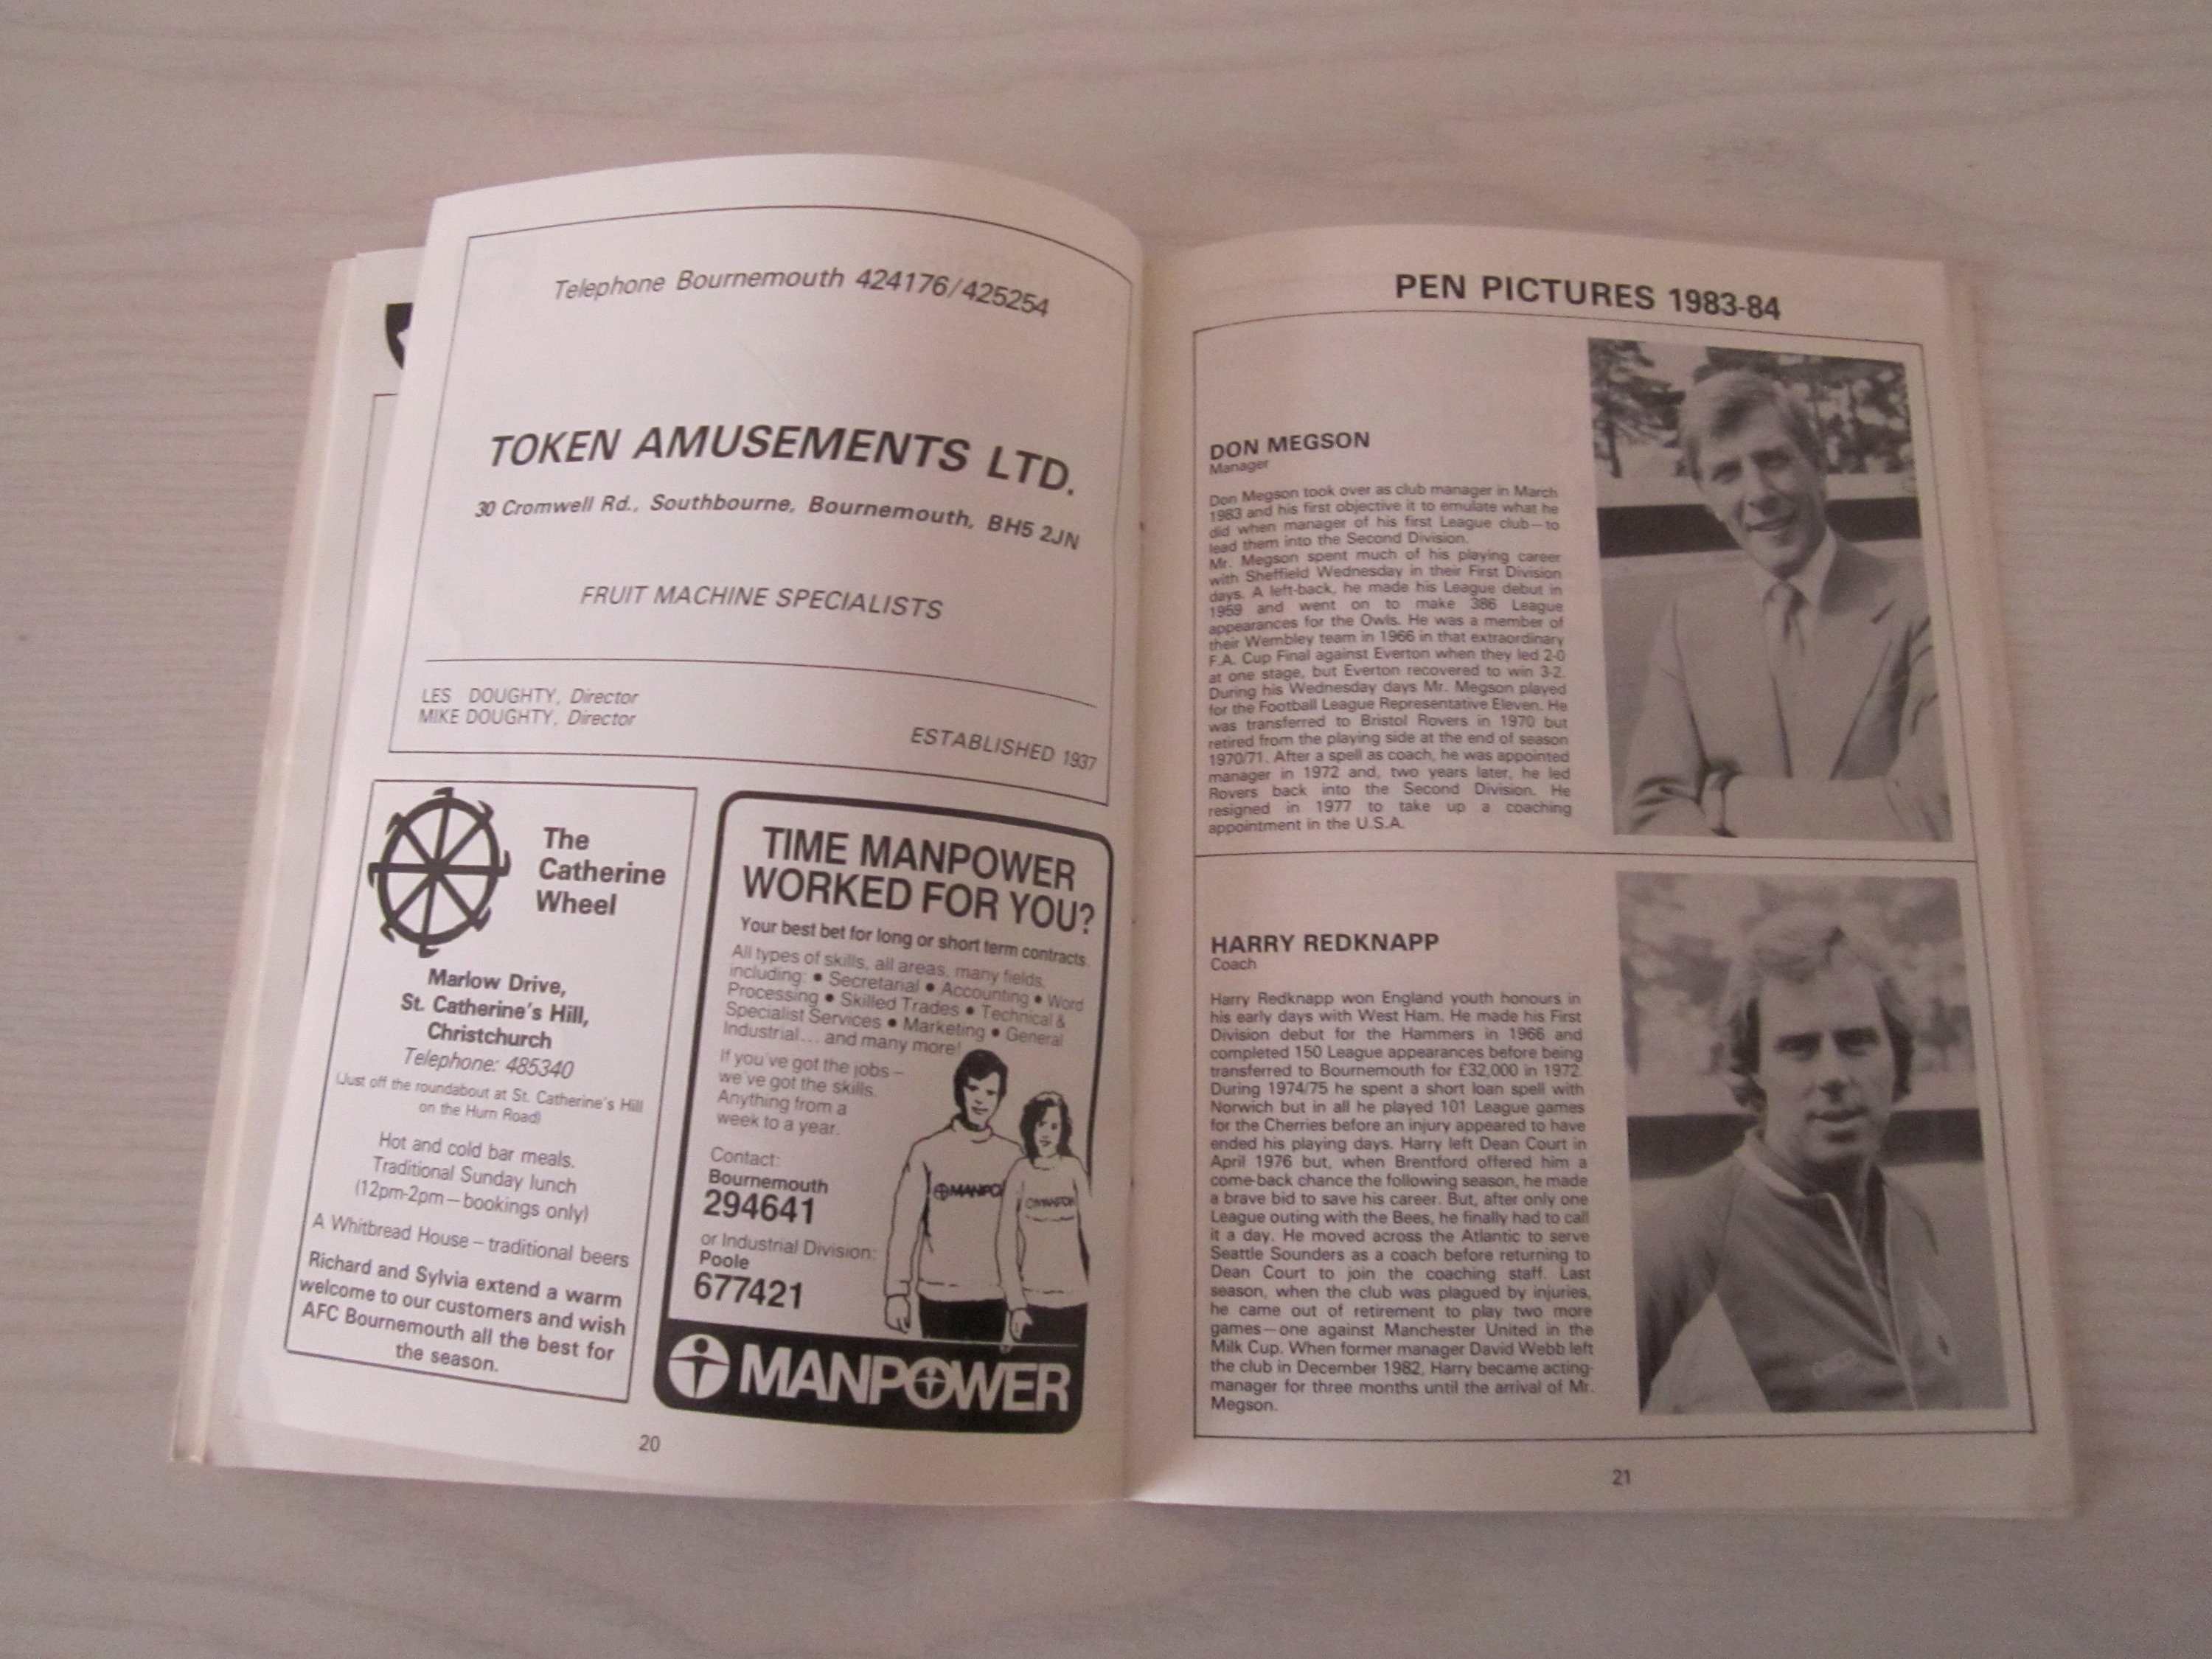 Telephone Bournemouth 424176/425254
TOKEN AMUSEMENTS LTD.
30 Cromwell Rd., Southbourne, Bournemouth, BH5 2JN
FRUIT MACHINE SPECIALISTS
LES DOUGHTY, Director
MIKE DOUGHTY, Director
ESTABLISHED 1937
The
Catherine
Wheel
Marlow Drive,
St. Catherine's Hill,
Christchurch
Telephone: 485340
(Just off the roundabout at St. Catherine's Hill
on the Hurn Road)
Hot and cold bar meals.
Traditional Sunday lunch
(12pm-2pm—bookings only)
A Whitbread House – traditional beers
Richard and Sylvia extend a warm
welcome to our customers and wish
AFC Bournemouth all the best for
the season.
TIME MANPOWER
WORKED FOR YOU?
Your best bet for long or short term contracts.
All types of skills, all areas, many fields,
including: • Secretarial • Accounting • Word
Processing • Skilled Trades • Technical &
Specialist Services • Marketing • General
Industrial... and many more!
If you've got the jobs –
we've got the skills.
Anything from a
week to a year.
Contact:
Bournemouth
294641
or Industrial Division:
Poole
677421
MANPO
MANPOWER
20
PEN PICTURES 1983-84
DON MEGSON
Manager
Don Megson took over as club manager in March
1983 and his first objective it to emulate what he
did when manager of his first League club—to
lead them into the Second Division.
Mr. Megson spent much of his playing career
with Sheffield Wednesday in their First Division
days. A left-back, he made his League debut in
1959 and went on to make 386 League
appearances for the Owls. He was a member of
their Wembley team in 1966 in that extraordinary
F.A. Cup Final against Everton when they led 2-0
at one stage, but Everton recovered to win 3-2.
During his Wednesday days Mr. Megson played
for the Football League Representative Eleven. He
was transferred to Bristol Rovers in 1970 but
retired from the playing side at the end of season
1970/71. After a spell as coach, he was appointed
manager in 1972 and, two years later, he led
Rovers back into the Second Division. He
resigned in 1977 to take up a coaching
appointment in the U.S.A.
HARRY REDKNAPP
Coach
Harry Redknapp won England youth honours in
his early days with West Ham. He made his First
Division debut for the Hammers in 1966 and
completed 150 League appearances before being
transferred to Bournemouth for £32,000 in 1972.
During 1974/75 he spent a short loan spell with
Norwich but in all he played 101 League games
for the Cherries before an injury appeared to have
ended his playing days. Harry left Dean Court in
April 1976 but, when Brentford offered him a
come-back chance the following season, he made
a brave bid to save his career. But, after only one
League outing with the Bees, he finally had to call
it a day. He moved across the Atlantic to serve
Seattle Sounders as a coach before returning to
Dean Court to join the coaching staff. Last
season, when the club was plagued by injuries,
he came out of retirement to play two more
games—one against Manchester United in the
Milk Cup. When former manager David Webb left
the club in December 1982, Harry became acting-
manager for three months until the arrival of Mr.
Megson.
21